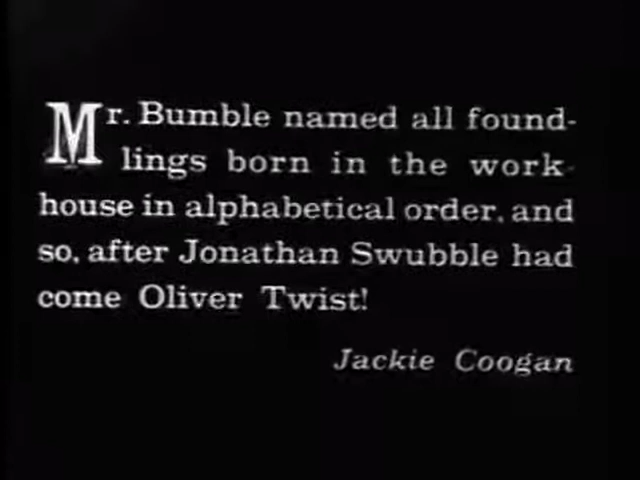 Mr. Bumble named all found-
lings born in the work-
house in alphabetical order, and
so, after Jonathan Swubble had
come Oliver Twist!
Jackie Coogan